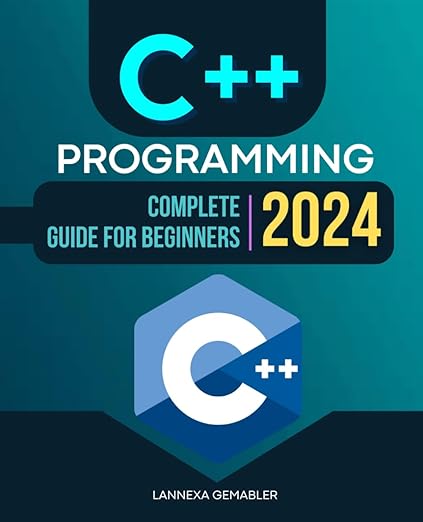 C++
PROGRAMMING
COMPLETE
GUIDE FOR BEGINNERS
2024
C++
LANNEXA GEMABLER